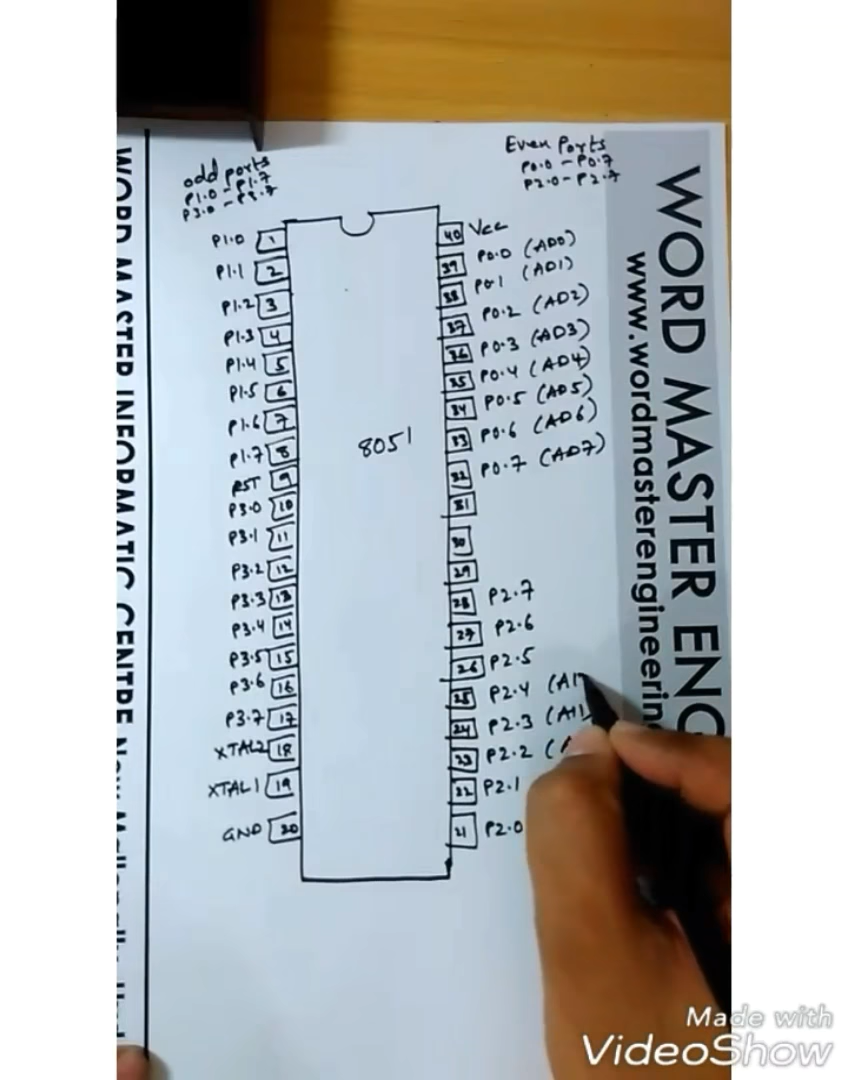 odd ports
P1.0 - P1.7
P3.0 - P3.7
Even Ports
P0.0 - P0.7
P2.0 - P2.7
P1.0 1
P1.1 2
P1.2 3
P1.3 4
P1.4 5
P1.5 6
P1.6 7
P1.7 8
RST 9
P3.0 10
P3.1 11
P3.2 12
P3.3 13
P3.4 14
P3.5 15
P3.6 16
P3.7 17
XTAL2 18
XTAL1 19
GND 20
8051
40 Vcc
39 P0.0 (AD0)
38 P0.1 (AD1)
37 P0.2 (AD2)
36 P0.3 (AD3)
35 P0.4 (AD4)
34 P0.5 (AD5)
33 P0.6 (AD6)
32 P0.7 (AD7)
31
30
29
28 P2.7
27 P2.6
26 P2.5
25 P2.4 (A1
24 P2.3 (A11
23 P2.2 (A
22 P2.1
21 P2.0
WORD MASTER ENG
www.wordmasterengineerin
WORD MASTER INFORMATIC CENTRE
Made with
VideoShow